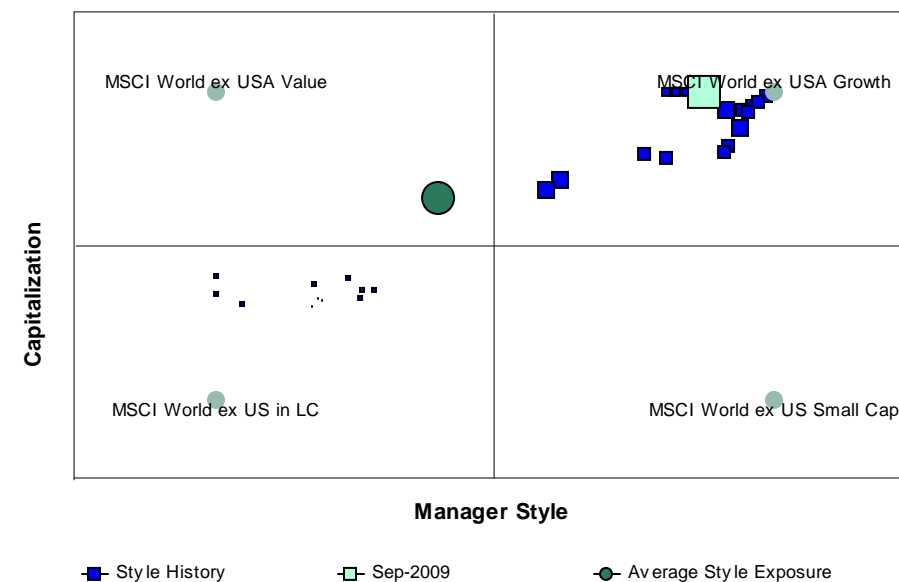 MSCI World ex USA Value
MSCI World ex USA Growth
Capitalization
MSCI World ex US in LC
MSCI World ex US Small Cap
Manager Style
Style History
Sep-2009
Average Style Exposure